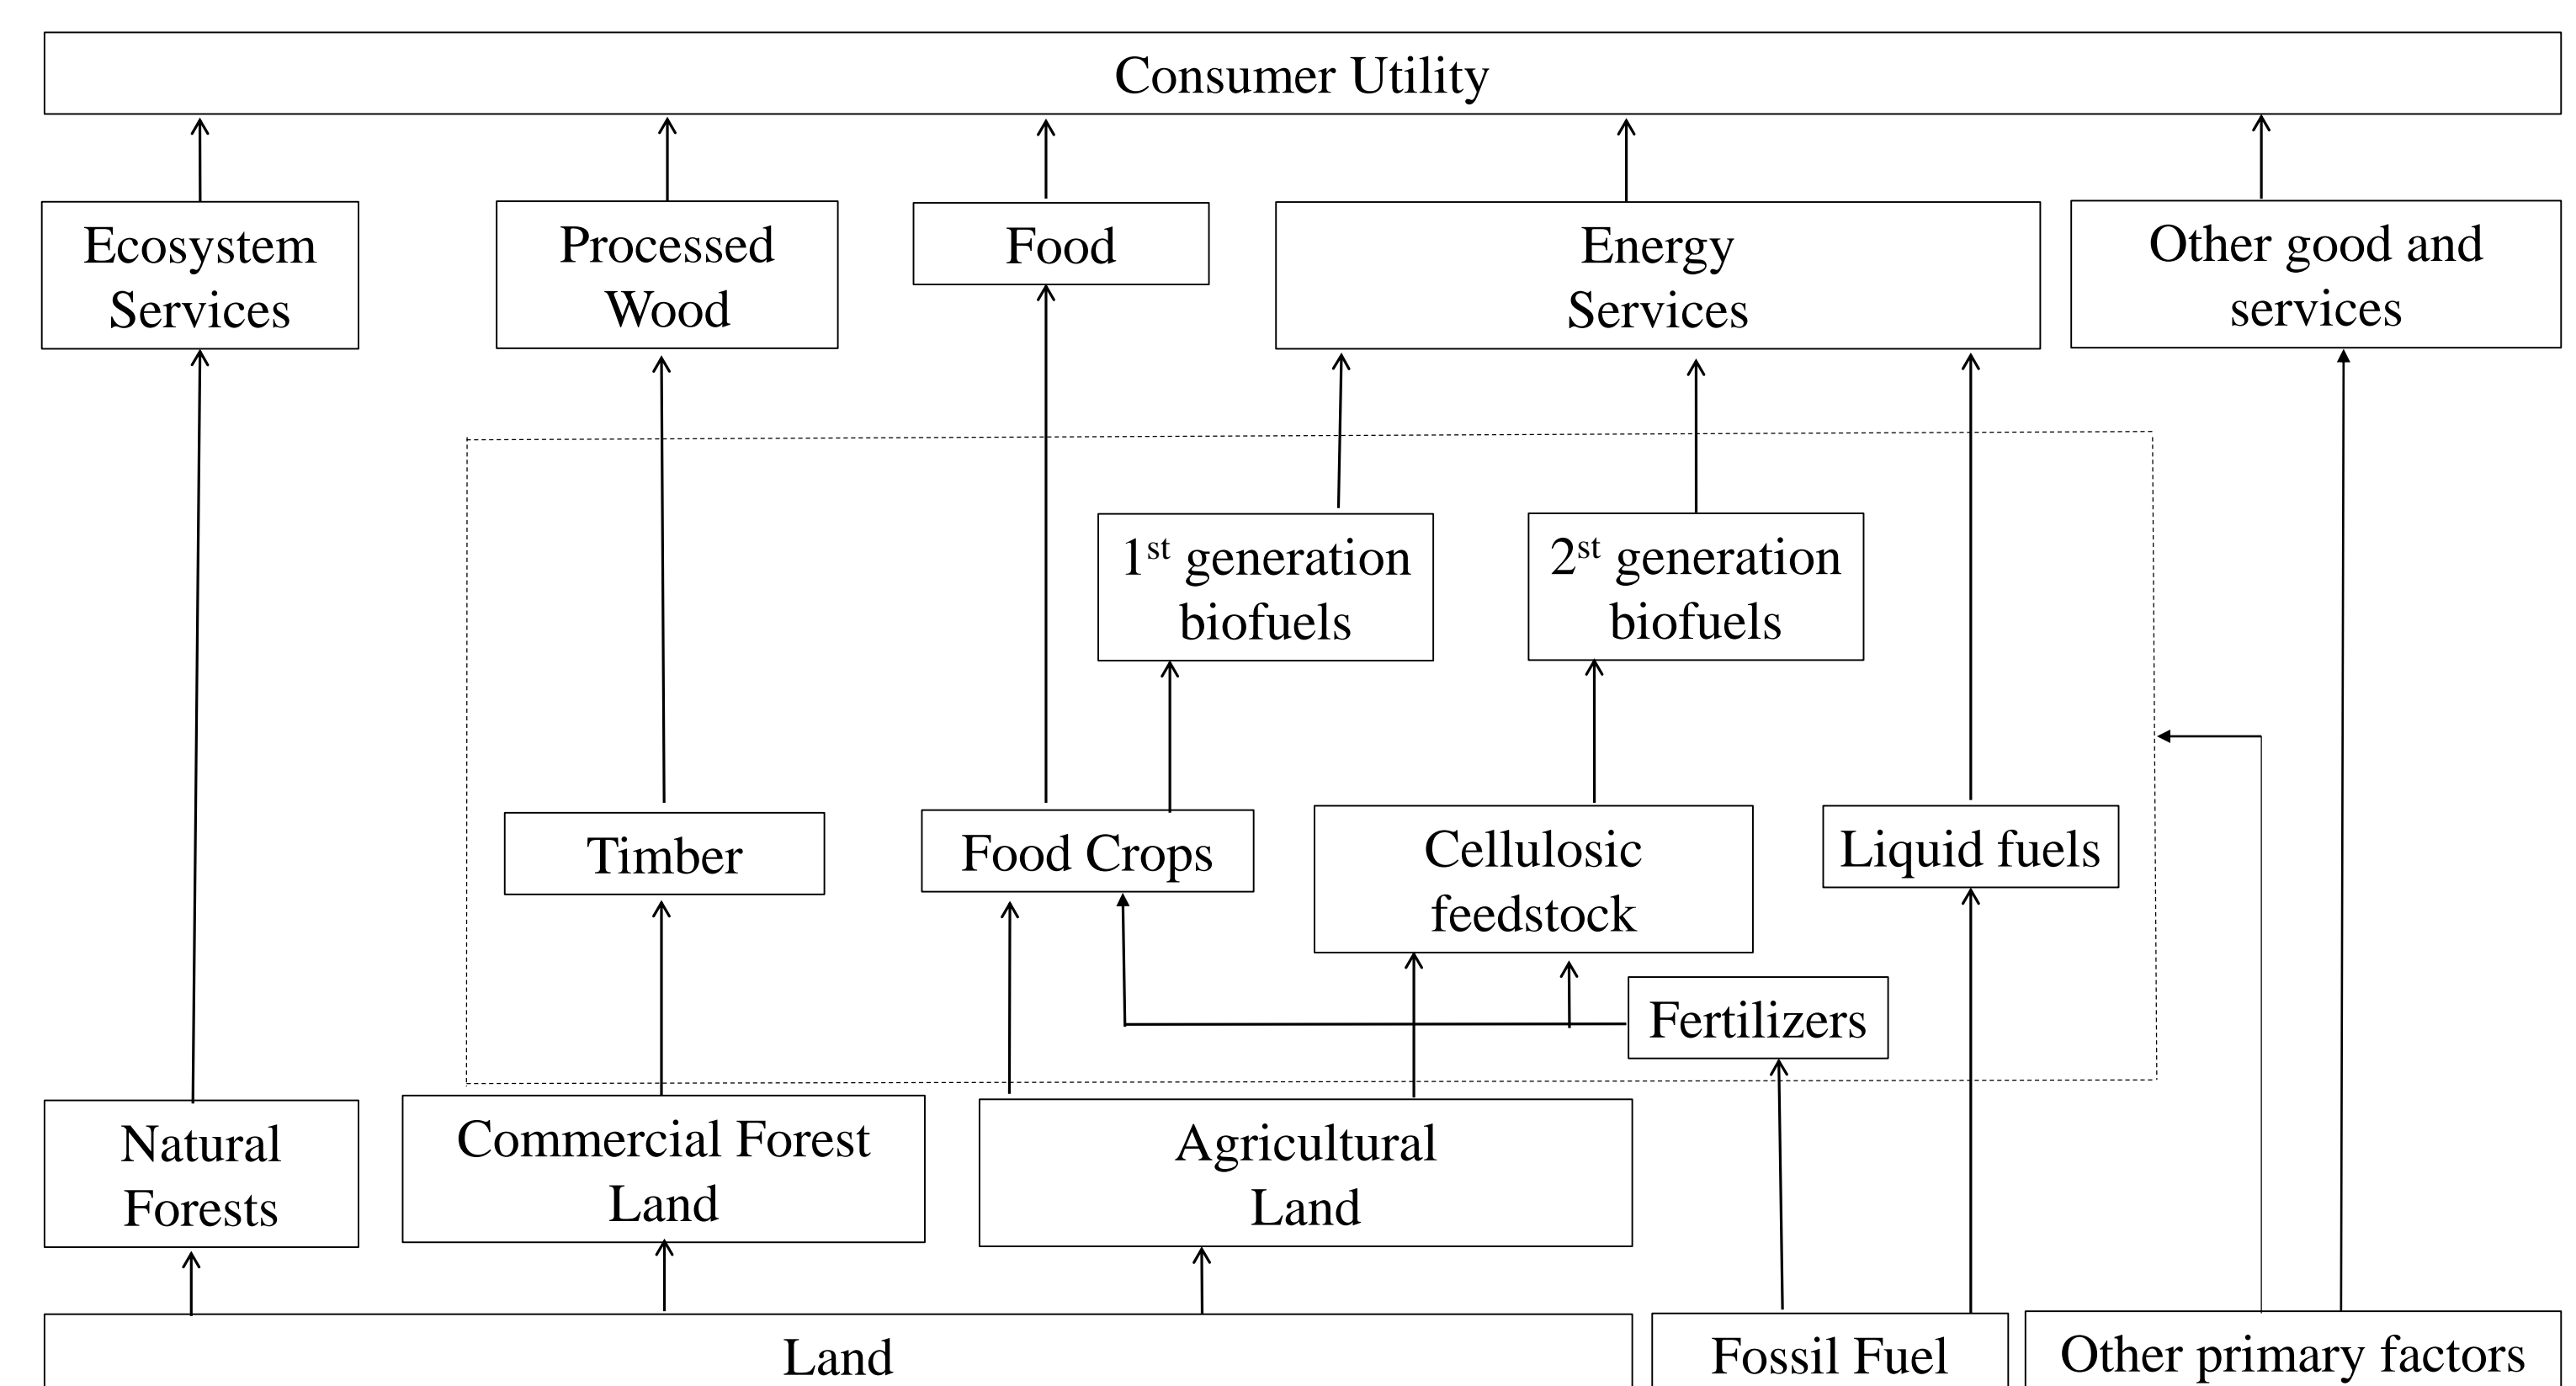 Consumer Utility
Ecosystem
Services
Processed
Wood
Food
Energy
Services
Other good and
services
1st generation
biofuels
2st generation
biofuels
Timber
Food Crops
Cellulosic
feedstock
Liquid fuels
Fertilizers
Natural
Forests
Commercial Forest
Land
Agricultural
Land
Land
Fossil Fuel
Other primary factors